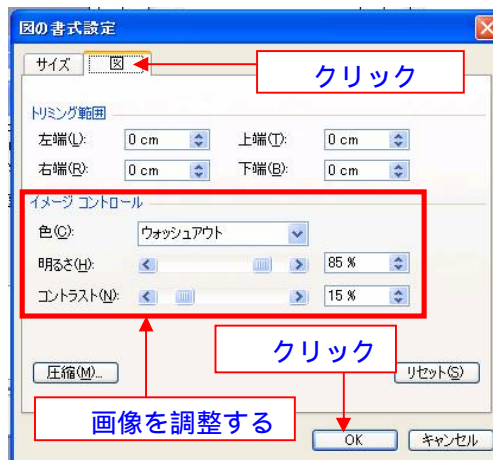 図の書式設定
サイズ 図
クリック
トリミング範囲
左端(L): 0 cm 上端(T): 0 cm
右端(R): 0 cm 下端(B): 0 cm
イメージ コントロール
色(C): ウォッシュアウト
明るさ(H): 85 %
コントラスト(N): 15 %
クリック
圧縮(M)... リセット(S)
画像を調整する
OK キャンセル